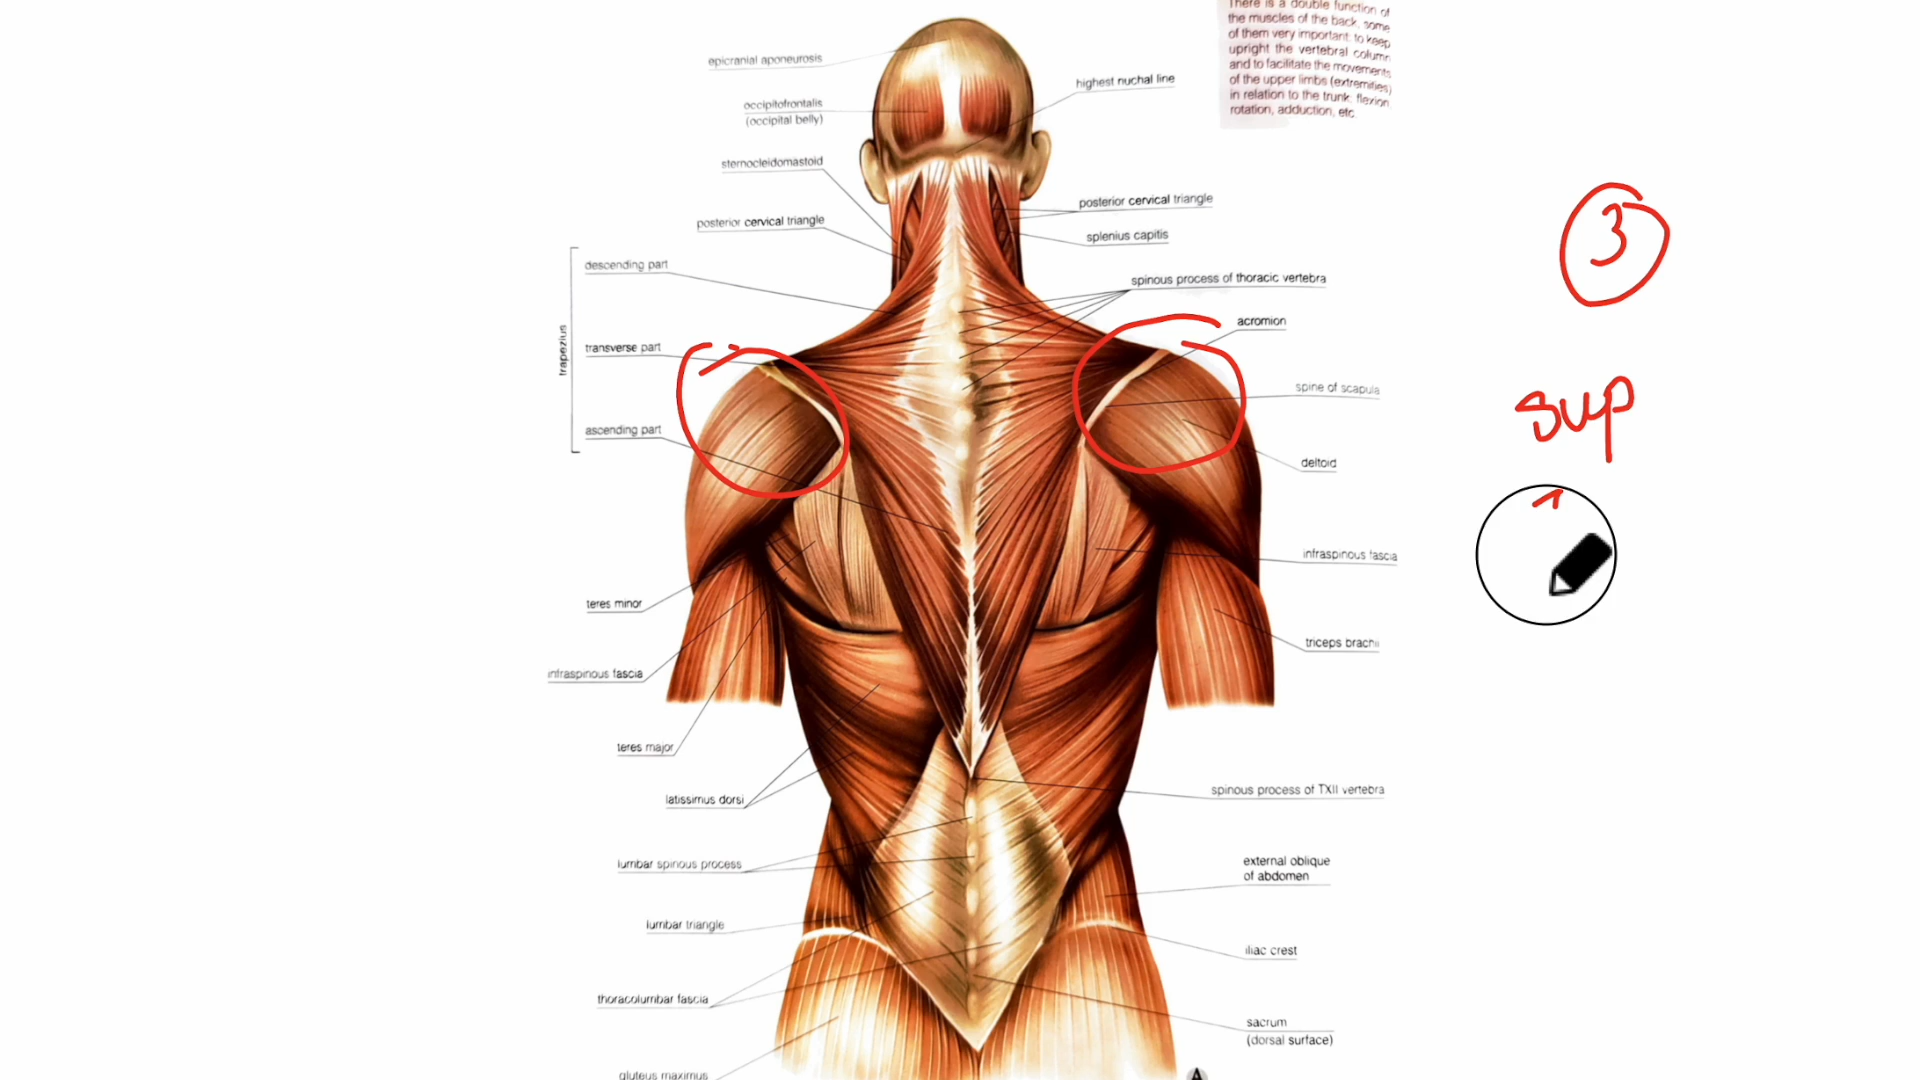 There is a double function of
the muscles of the back, some
of them very important: to keep
upright the vertebral column
and to facilitate the movements
of the upper limbs (extremities)
in relation to the trunk: flexion
rotation, adduction, etc.
epicranial aponeurosis
highest nuchal line
occipitofrontalis
(occipital belly)
sternocleidomastoid
posterior cervical triangle
posterior cervical triangle
splenius capitis
descending part
spinous process of thoracic vertebra
acromion
trapezius
transverse part
spine of scapula
ascending part
deltoid
infraspinous fascia
teres minor
triceps brachii
infraspinous fascia
teres major
spinous process of TXII vertebra
latissimus dorsi
lumbar spinous process
external oblique
of abdomen
lumbar triangle
iliac crest
thoracolumbar fascia
sacrum
(dorsal surface)
gluteus maximus
A
3
sup